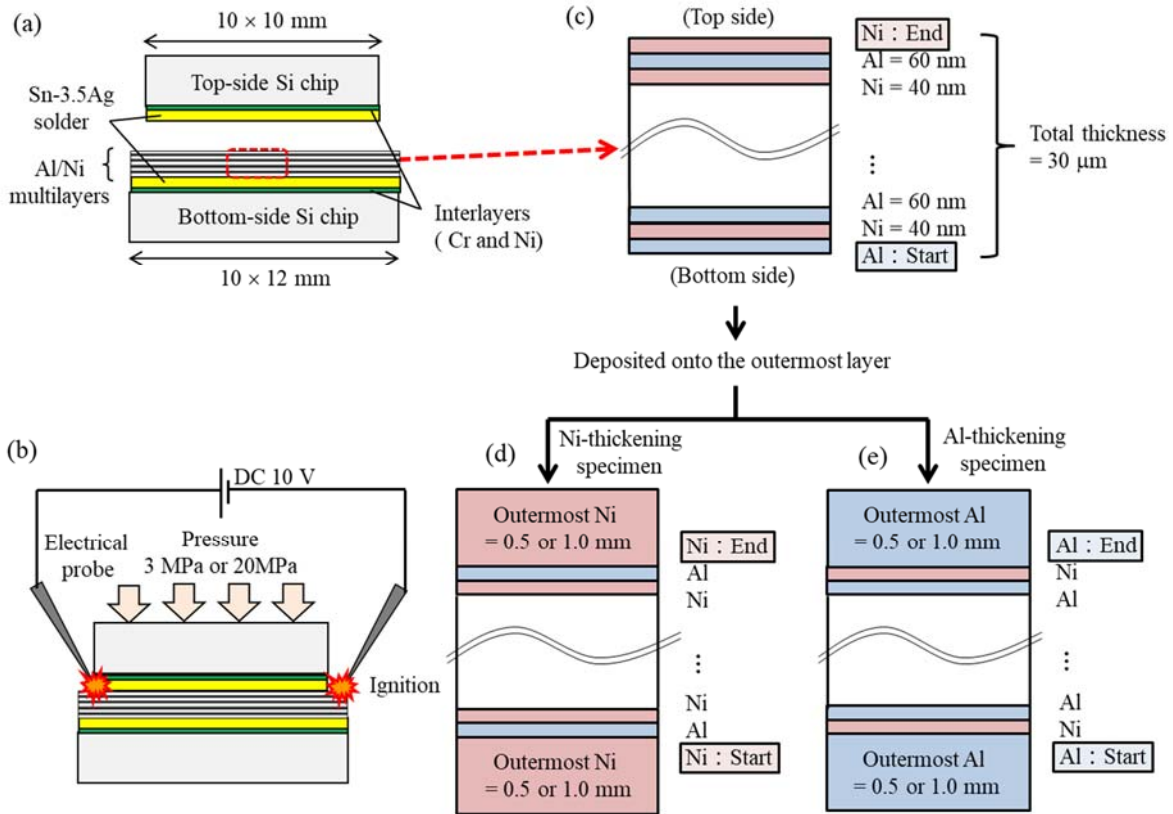 (a)
10 × 10 mm
Top-side Si chip
Sn-3.5Ag
solder
Al/Ni
multilayers
Bottom-side Si chip
Interlayers
( Cr and Ni)
10 × 12 mm
(c)
(Top side)
Ni : End
Al = 60 nm
Ni = 40 nm
⋮
Al = 60 nm
Ni = 40 nm
Al : Start
Total thickness
= 30 μm
(Bottom side)
Deposited onto the outermost layer
Ni-thickening
specimen
Al-thickening
specimen
(b)
DC 10 V
Electrical
probe
Pressure
3 MPa or 20MPa
Ignition
(d)
Outermost Ni
= 0.5 or 1.0 mm
Ni : End
Al
Ni
⋮
Ni
Al
Ni : Start
Outermost Ni
= 0.5 or 1.0 mm
(e)
Outermost Al
= 0.5 or 1.0 mm
Al : End
Ni
Al
⋮
Al
Ni
Al : Start
Outermost Al
= 0.5 or 1.0 mm